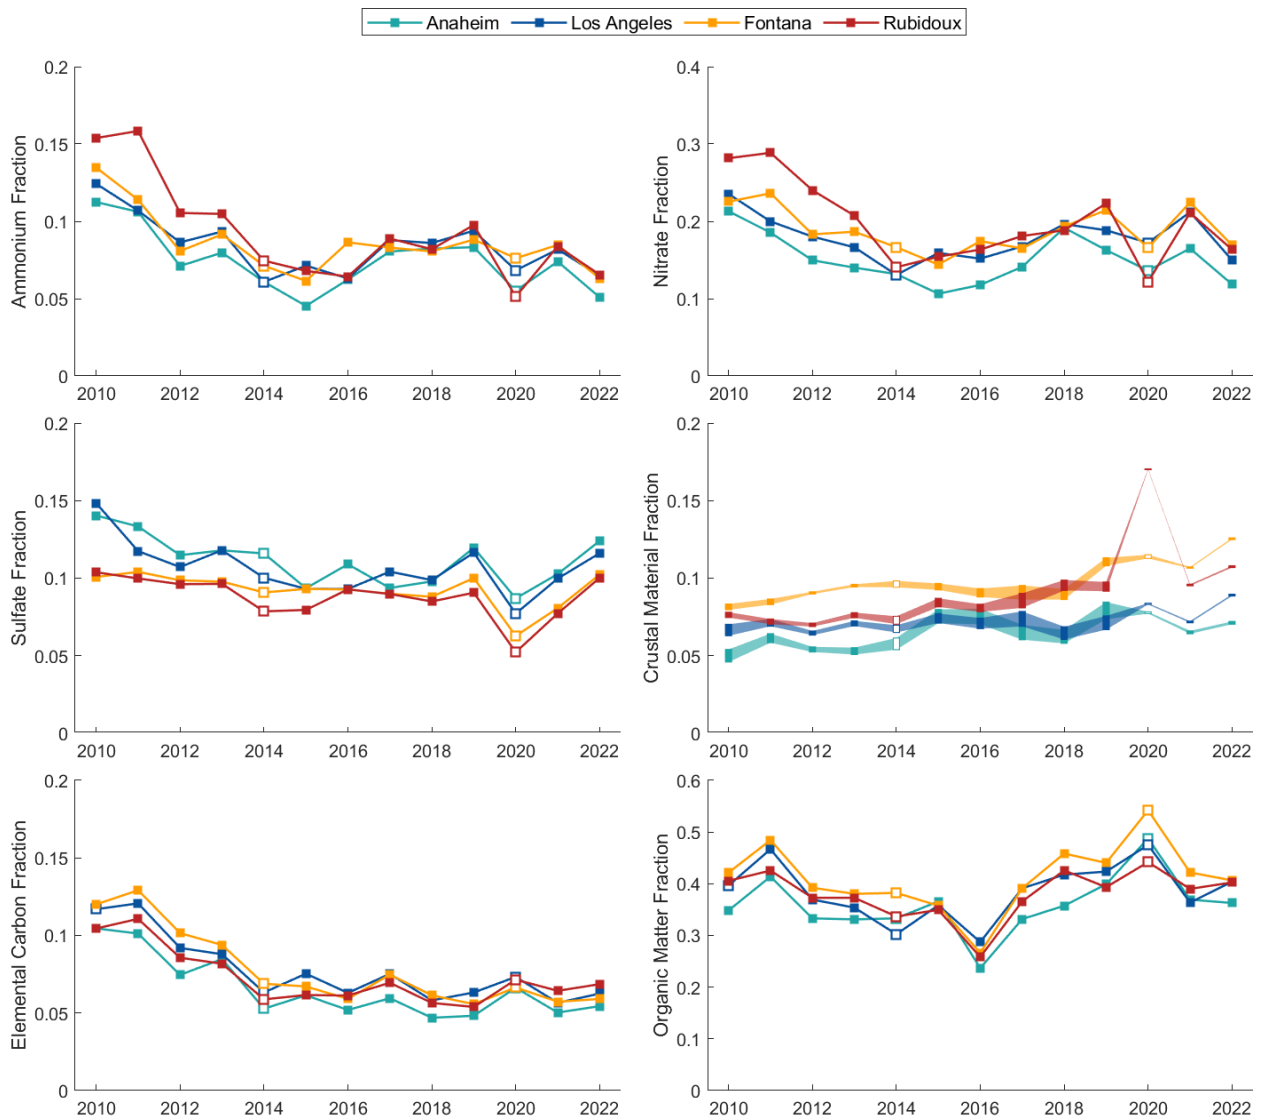 Anaheim Los Angeles Fontana Rubidoux
Ammonium Fraction
0.2
0.15
0.1
0.05
0
2010 2012 2014 2016 2018 2020 2022
Nitrate Fraction
0.4
0.3
0.2
0.1
0
2010 2012 2014 2016 2018 2020 2022
Sulfate Fraction
0.2
0.15
0.1
0.05
0
2010 2012 2014 2016 2018 2020 2022
Crustal Material Fraction
0.2
0.15
0.1
0.05
0
2010 2012 2014 2016 2018 2020 2022
Elemental Carbon Fraction
0.2
0.15
0.1
0.05
0
2010 2012 2014 2016 2018 2020 2022
Organic Matter Fraction
0.6
0.5
0.4
0.3
0.2
0.1
0
2010 2012 2014 2016 2018 2020 2022